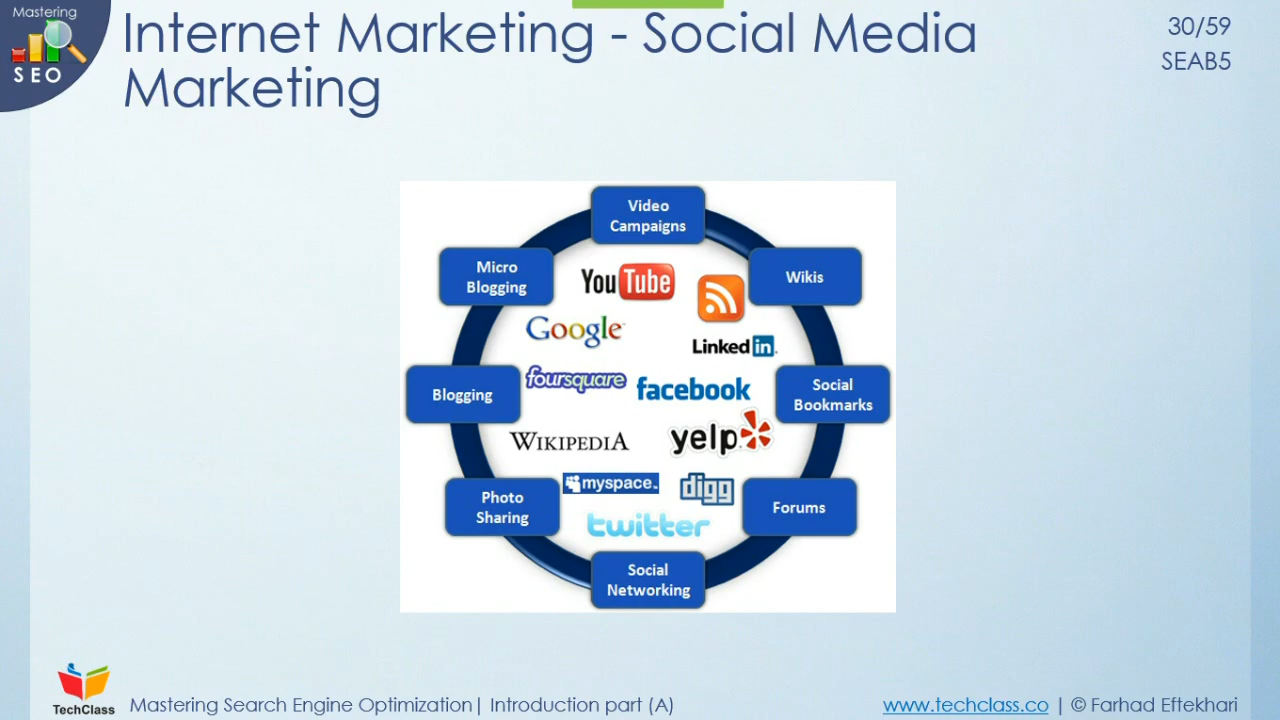 Mastering
SEO
Internet Marketing - Social Media
Marketing
30/59
SEAB5
Video
Campaigns
Micro
Blogging
YouTube
Wikis
Google
LinkedIn
Blogging
foursquare
facebook
Social
Bookmarks
WIKIPEDIA
yelp
Photo
Sharing
myspace.
digg
Forums
twitter
Social
Networking
TechClass
Mastering Search Engine Optimization| Introduction part (A)
www.techclass.co | © Farhad Eftekhari